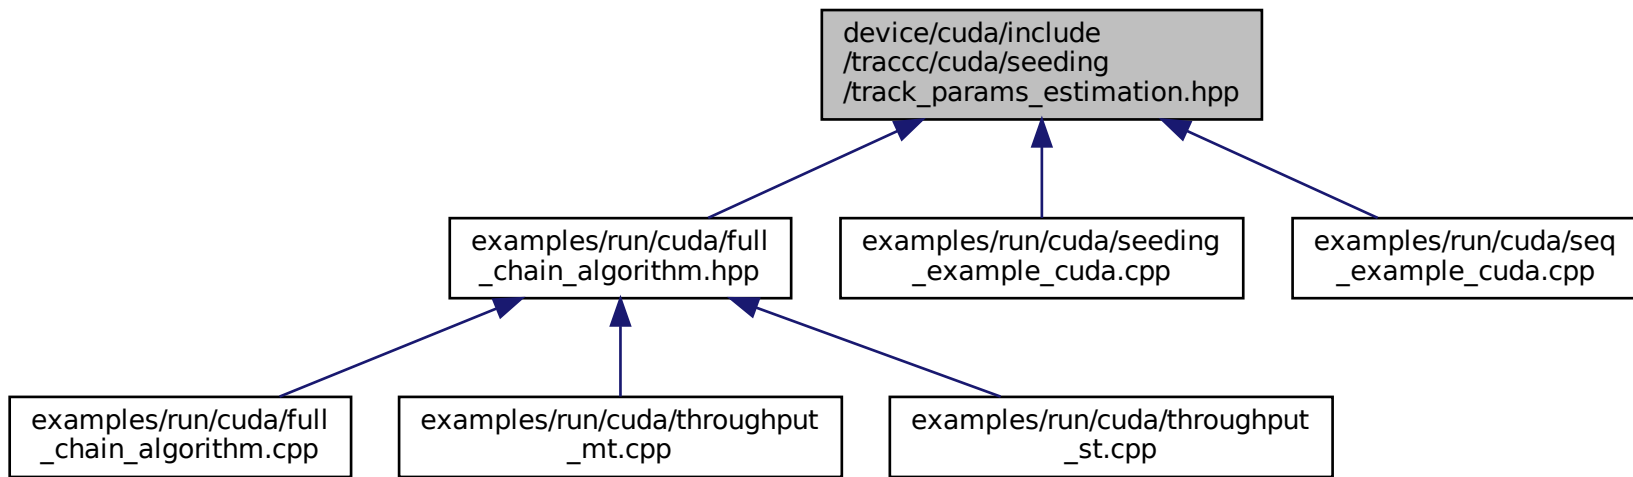 device/cuda/include
/traccc/cuda/seeding
/track_params_estimation.hpp
examples/run/cuda/full
_chain_algorithm.hpp
examples/run/cuda/seeding
_example_cuda.cpp
examples/run/cuda/seq
_example_cuda.cpp
examples/run/cuda/full
_chain_algorithm.cpp
examples/run/cuda/throughput
_mt.cpp
examples/run/cuda/throughput
_st.cpp